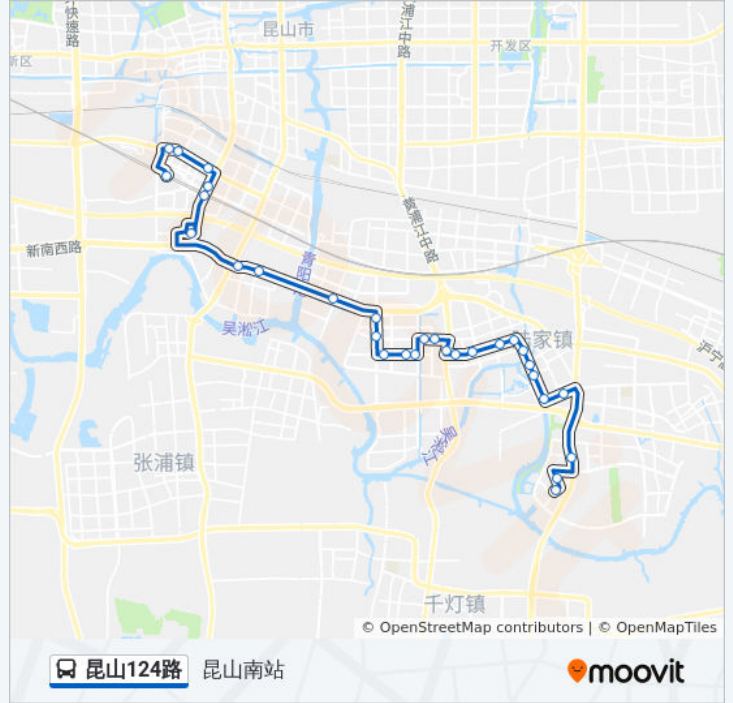 昆山市
浦江中路
开发区
新区
快速路
黄浦江中路
新南西路
青阳
吴淞江
家镇
沪宁
吴淞江
张浦镇
千灯镇
© OpenStreetMap contributors | © OpenMapTiles
昆山124路 昆山南站
moovit